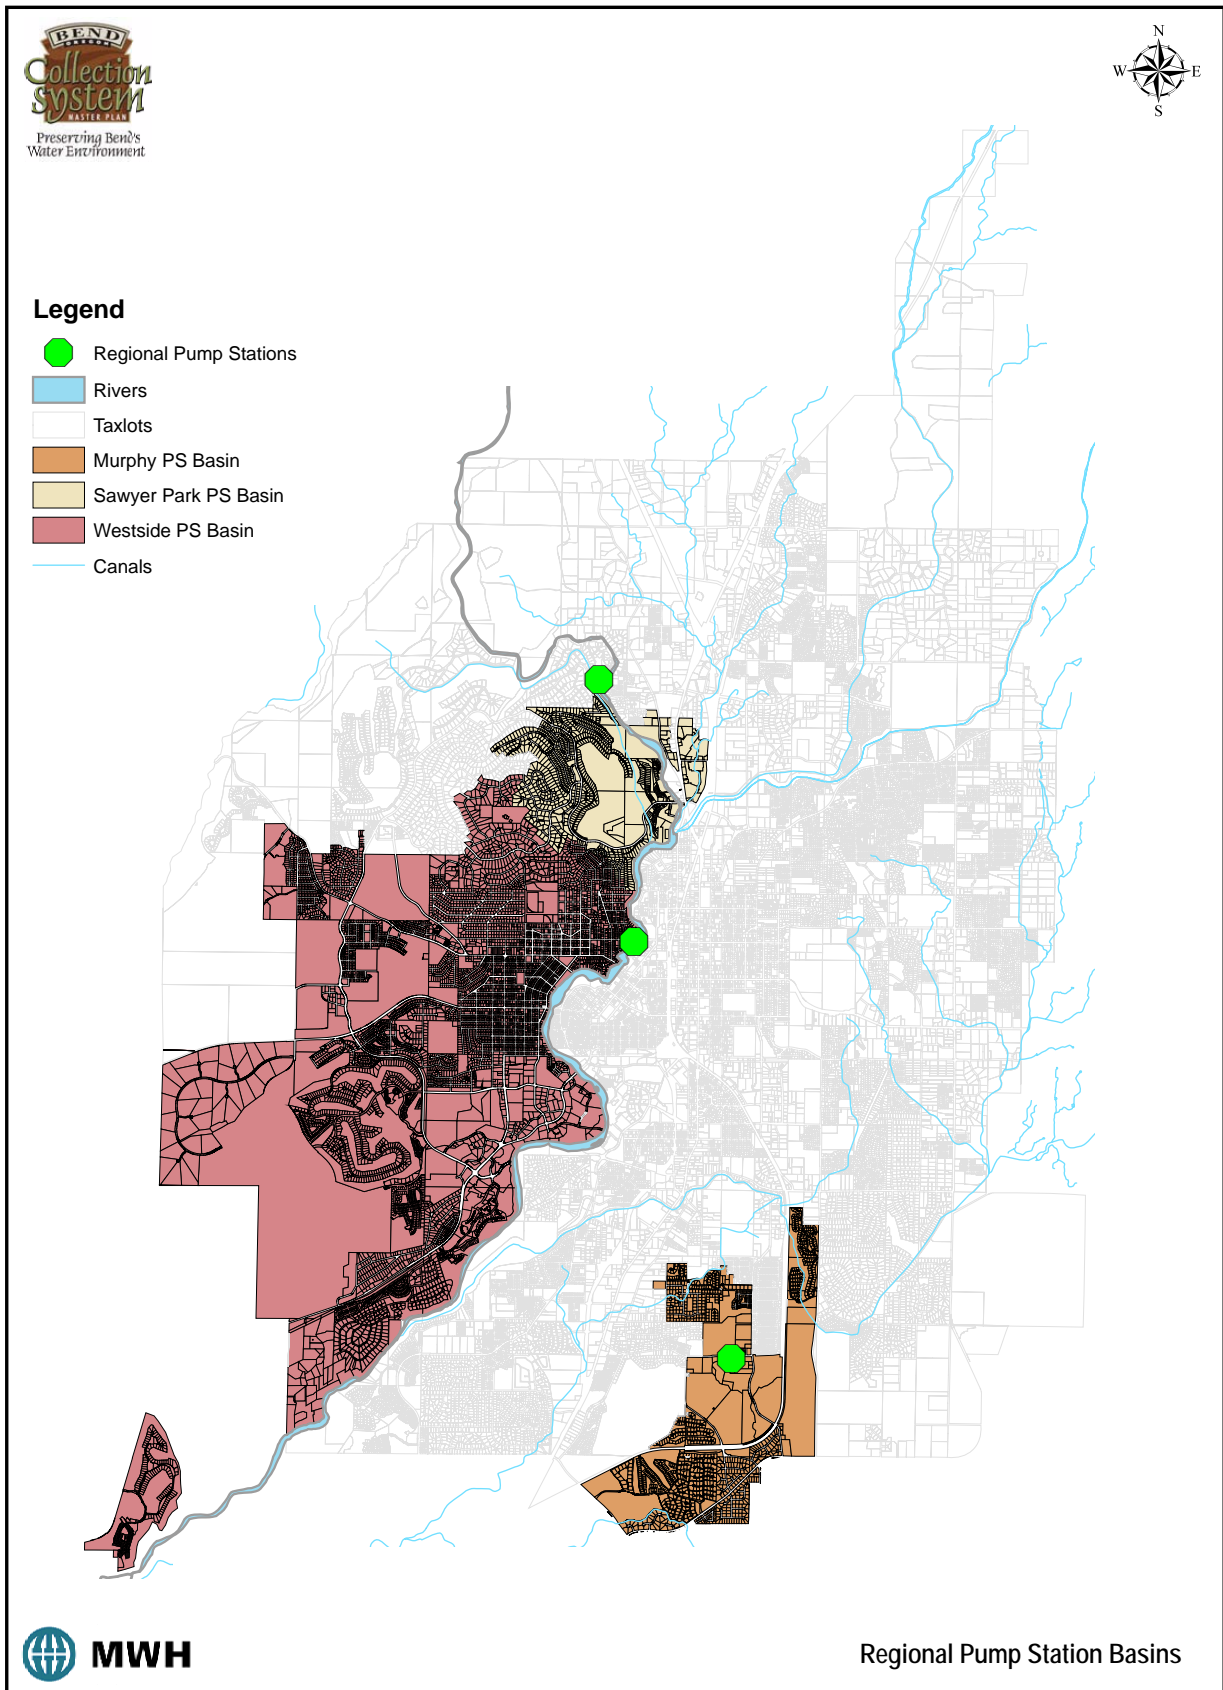 BEND
OREGON
Collection
System
MASTER PLAN
Preserving Bend's
Water Environment
N
W E
S
Legend
Regional Pump Stations
Rivers
Taxlots
Murphy PS Basin
Sawyer Park PS Basin
Westside PS Basin
Canals
MWH
Regional Pump Station Basins